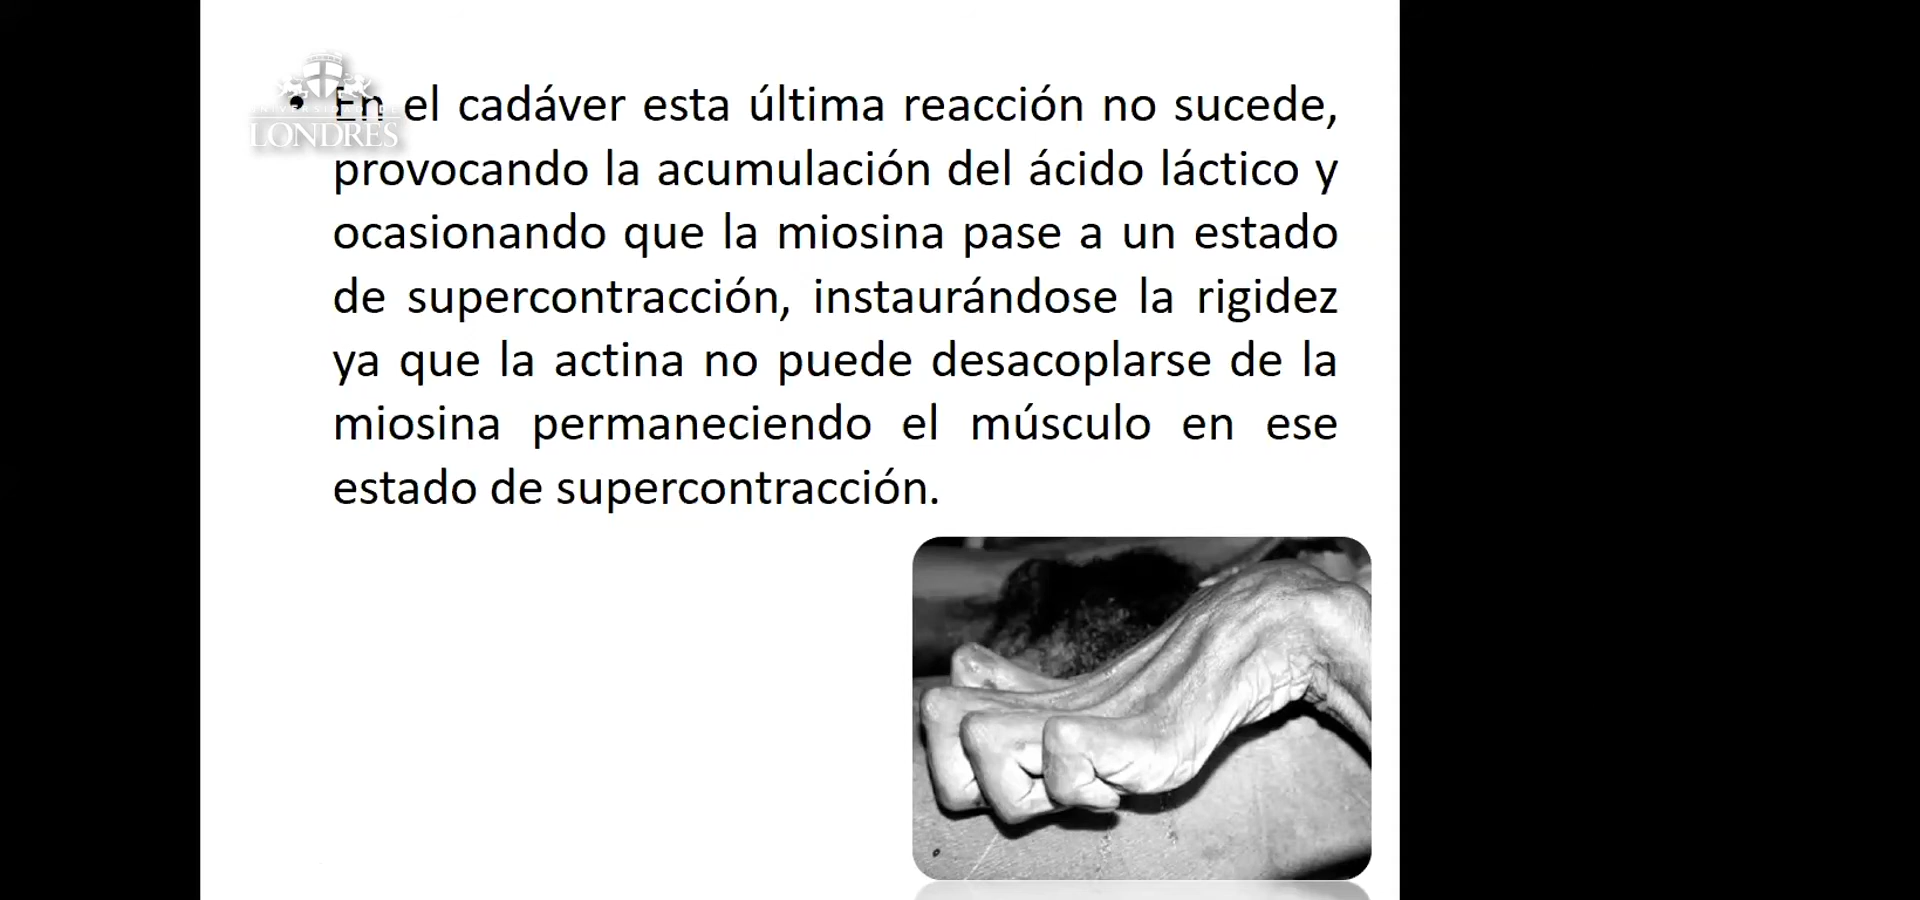 UNIVERSIDAD DE
LONDRES
• En el cadáver esta última reacción no sucede,
provocando la acumulación del ácido láctico y
ocasionando que la miosina pase a un estado
de supercontracción, instaurándose la rigidez
ya que la actina no puede desacoplarse de la
miosina permaneciendo el músculo en ese
estado de supercontracción.